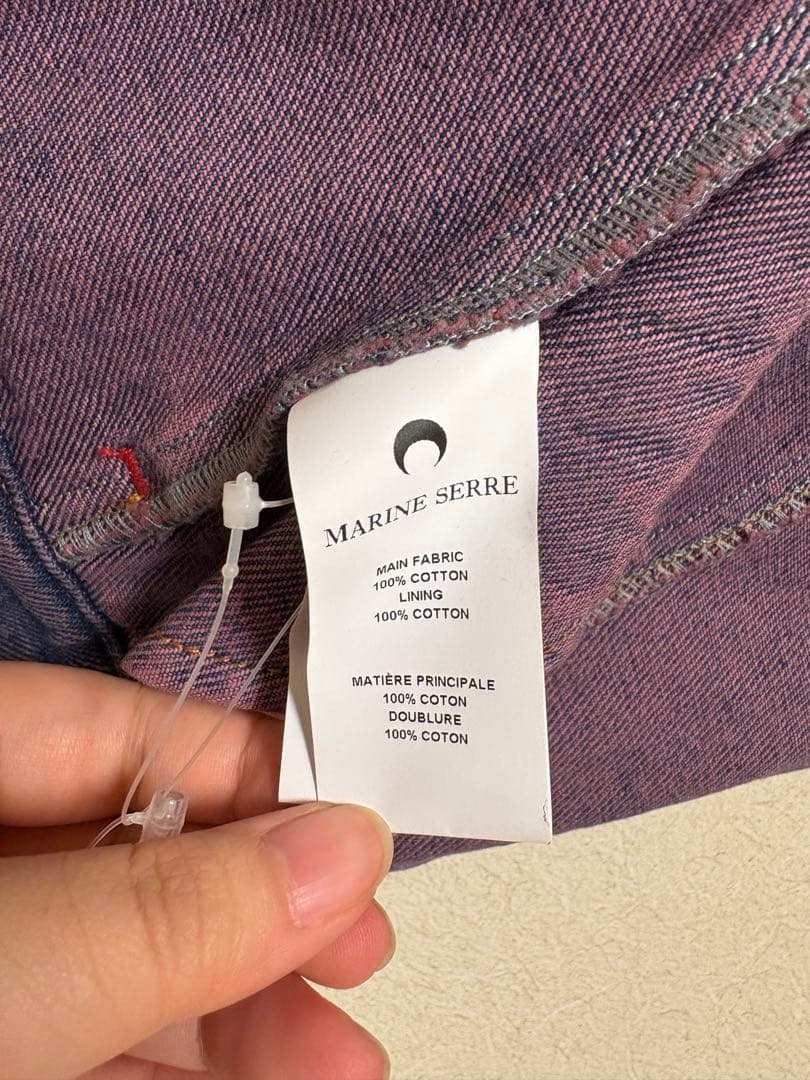 MARINE SERRE
MAIN FABRIC
100% COTTON
LINING
100% COTTON
MATIÈRE PRINCIPALE
100% COTON
DOUBLURE
100% COTON